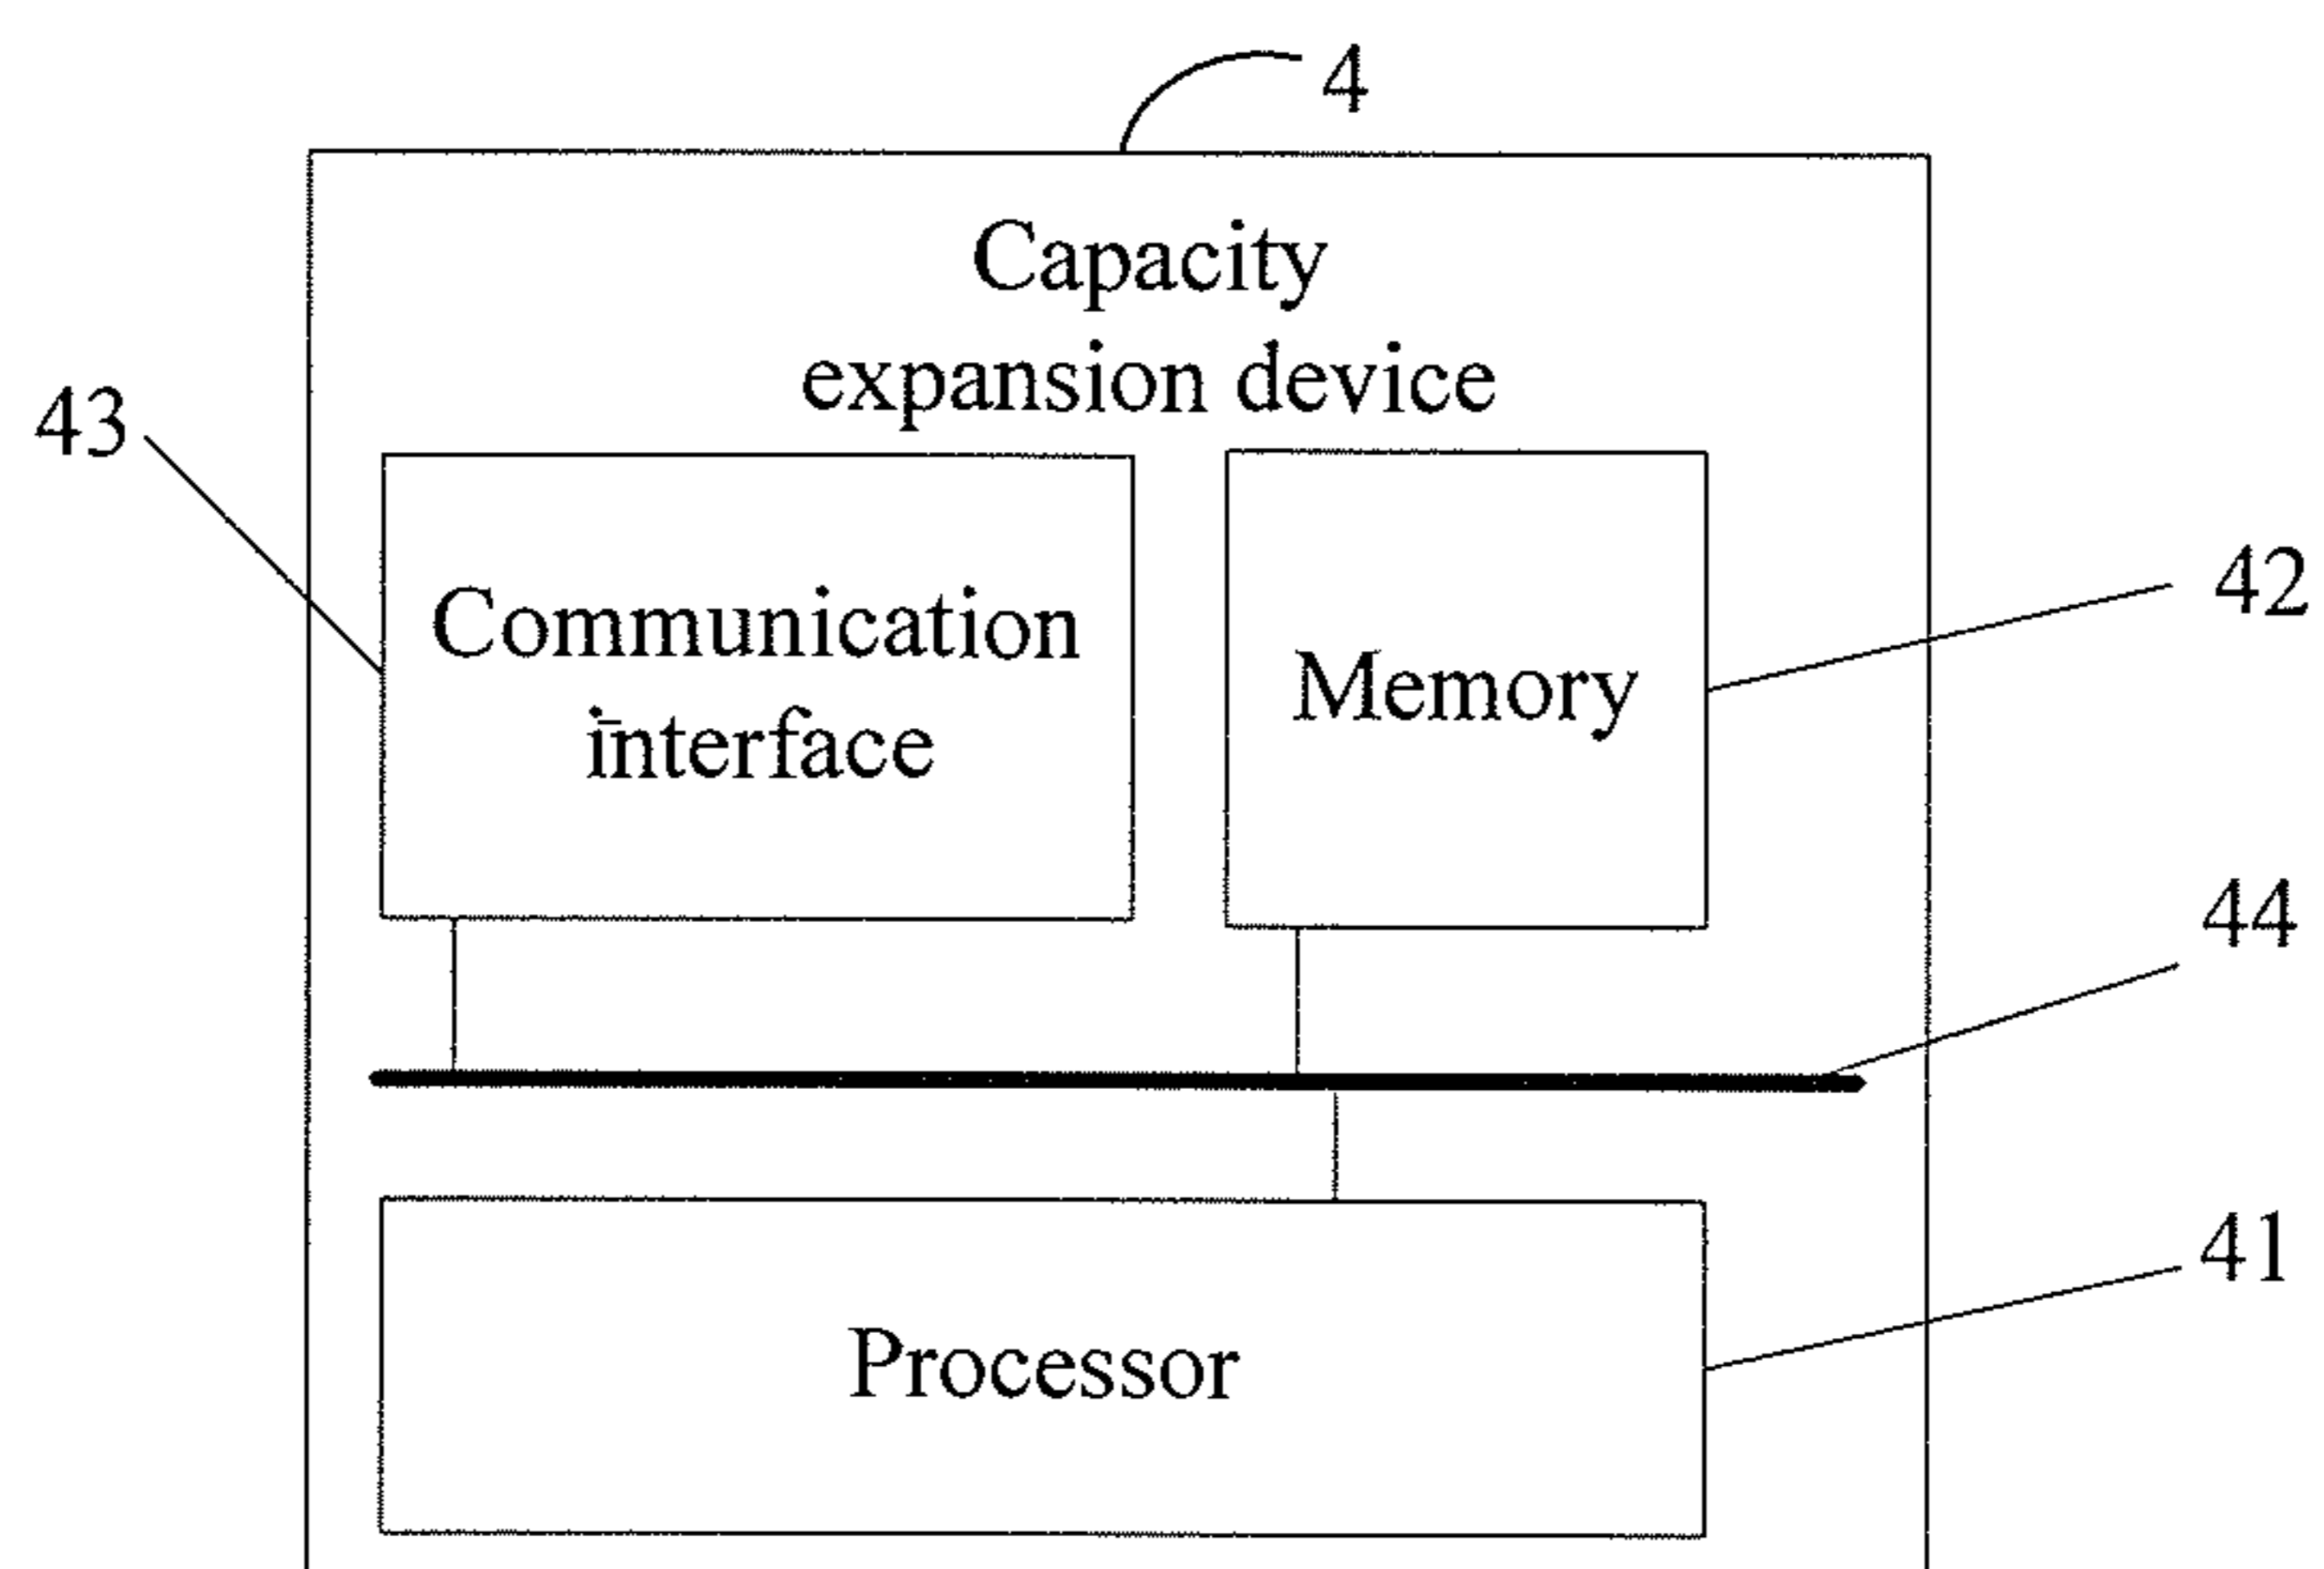 4
Capacity
expansion device
43
Communication
interface
Memory
42
44
41
Processor